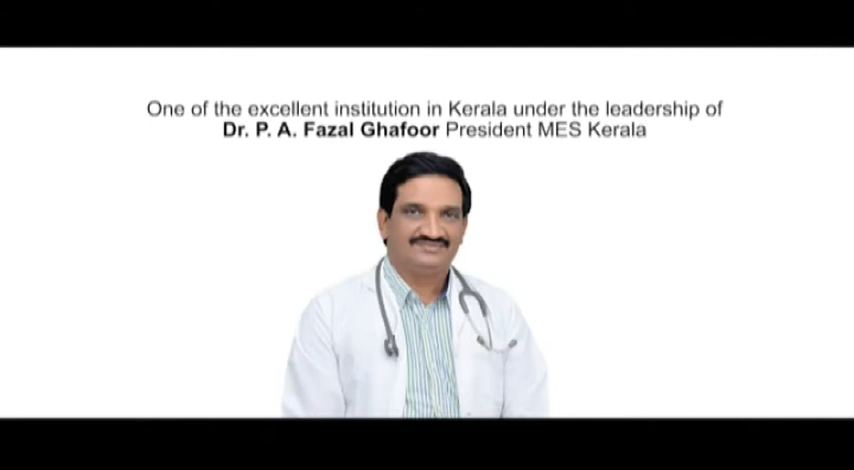 One of the excellent institution in Kerala under the leadership of
Dr. P. A. Fazal Ghafoor President MES Kerala